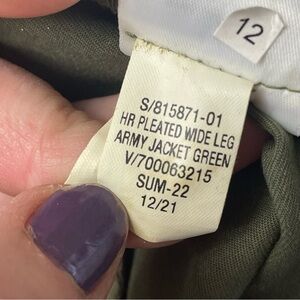 12
S/815871-01
HR PLEATED WIDE LEG
ARMY JACKET GREEN
V/700063215
SUM-22
12/21